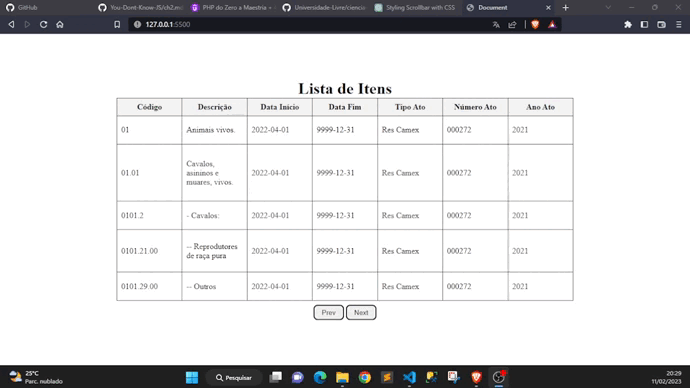 GitHub
You-Dont-Know-JS/ch2.md
PHP do Zero a Maestria
Universidade-Livre/cienci
Styling Scrollbar with CSS
Document
127.0.0.1:5500
Lista de Itens
Código Descrição Data Início Data Fim Tipo Ato Número Ato Ano Ato
01 Animais vivos. 2022-04-01 9999-12-31 Res Camex 000272 2021
01.01 Cavalos, asininos e muares, vivos. 2022-04-01 9999-12-31 Res Camex 000272 2021
0101.2 - Cavalos: 2022-04-01 9999-12-31 Res Camex 000272 2021
0101.21.00 -- Reprodutores de raça pura 2022-04-01 9999-12-31 Res Camex 000272 2021
0101.29.00 -- Outros 2022-04-01 9999-12-31 Res Camex 000272 2021
Prev Next
25°C
Parc. nublado
Pesquisar
20:29
11/02/2023